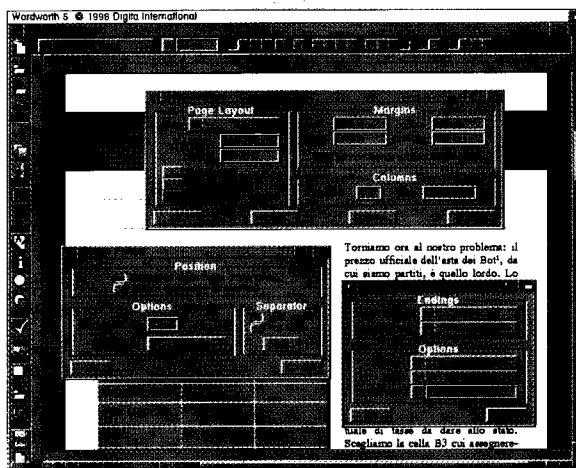 Wordworth 5 © 1996 Digita International
Page Layout
Margins
Columns
Torniamo ora al nostro problema: il
prezzo ufficiale dell'asta dei Bot¹, da
cui siamo partiti, è quello lordo. Lo
Position
Options
Separator
Endings
Options
tuale di tasse da dare allo stato.
Scegliamo la cella B3 cui assegnere-